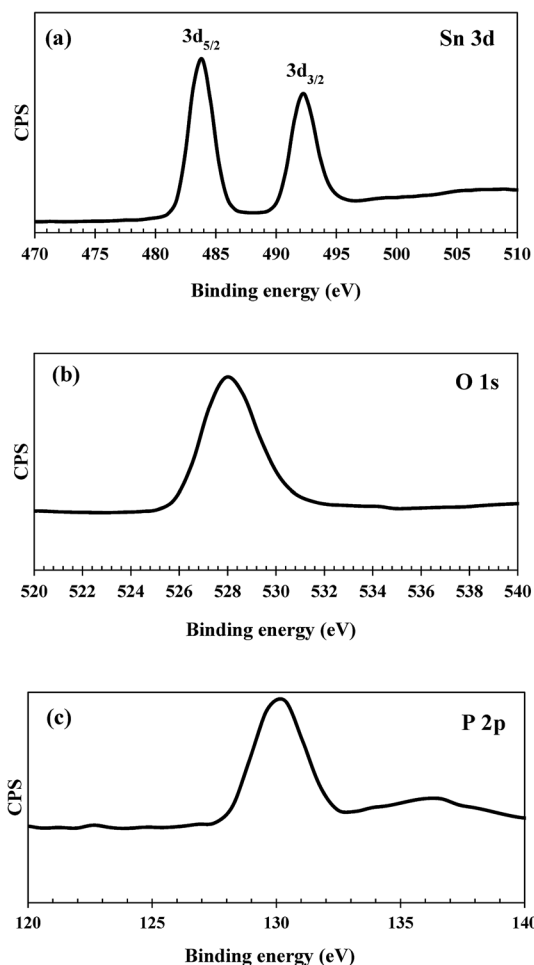 (a)
3d5/2
3d3/2
Sn 3d
CPS
470 475 480 485 490 495 500 505 510
Binding energy (eV)
(b)
O 1s
CPS
520 522 524 526 528 530 532 534 536 538 540
Binding energy (eV)
(c)
P 2p
CPS
120 125 130 135 140
Binding energy (eV)